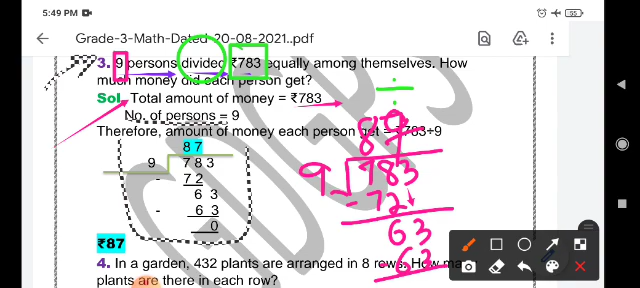 5:49 PM
55
Grade-3-Math-Dated-20-08-2021..pdf
3. 9 persons divided ₹783 equally among themselves. How
much money did each person get?
Sol Total amount of money = ₹783
No. of persons = 9
Therefore, amount of money each person get = ₹783÷9
8 7
9 7 8 3
- 7 2
6 3
- 6 3
0
₹87
87
9 783
-72
63
-63
4. In a garden, 432 plants are arranged in 8 rows. How
plants are there in each row?